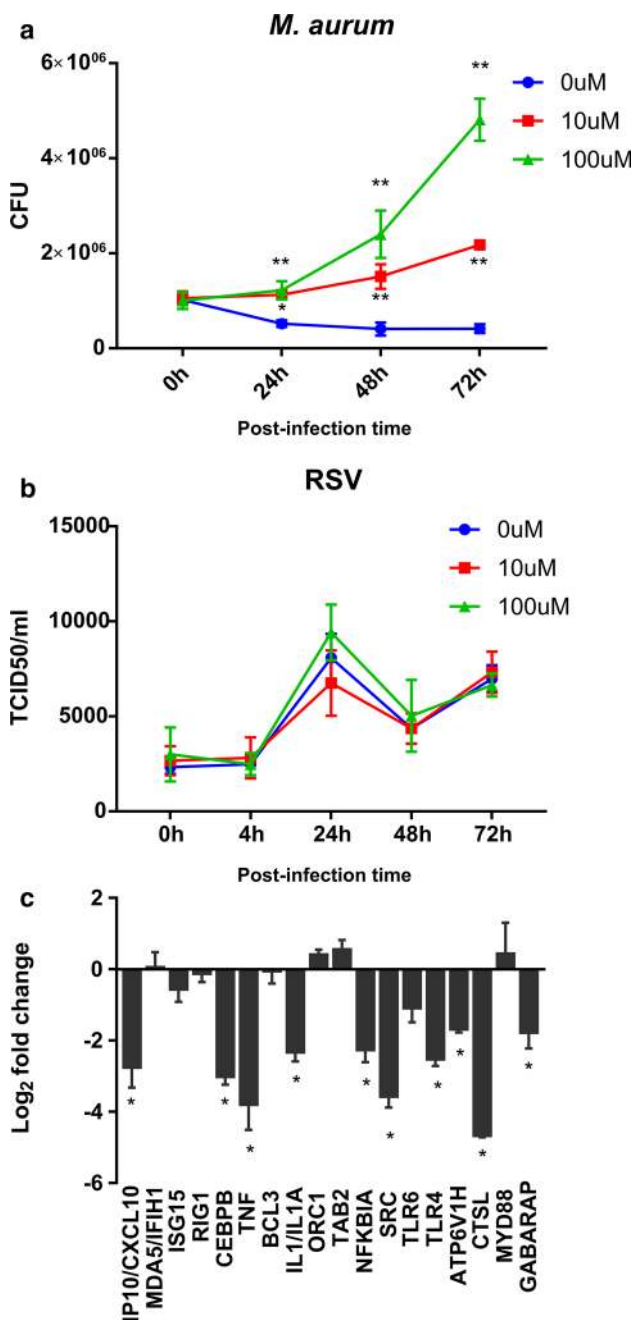 a
M. aurum
6× 10⁰⁶
4× 10⁰⁶
2× 10⁰⁶
0
CFU
**
**
**
*
**
**
0uM
10uM
100uM
0h
24h
48h
72h
Post-infection time
b
RSV
15000
10000
5000
0
TCID50/ml
0uM
10uM
100uM
0h
4h
24h
48h
72h
Post-infection time
c
2
0
-2
-4
-6
Log₂ fold change
*
*
*
*
*
*
*
*
*
*
IP10/CXCL10
MDA5/IFIH1
ISG15
RIG1
CEBPB
TNF
BCL3
IL1/IL1A
ORC1
TAB2
NFKBIA
SRC
TLR6
TLR4
ATP6V1H
CTSL
MYD88
GABARAP